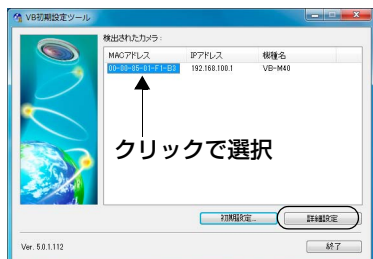 VB初期設定ツール
検出されたカメラ:
MACアドレス IPアドレス 機種名
00-00-85-01-F1-B3 192.168.100.1 VB-M40
クリックで選択
初期設定... 詳細設定
Ver. 5.0.1.112 終了